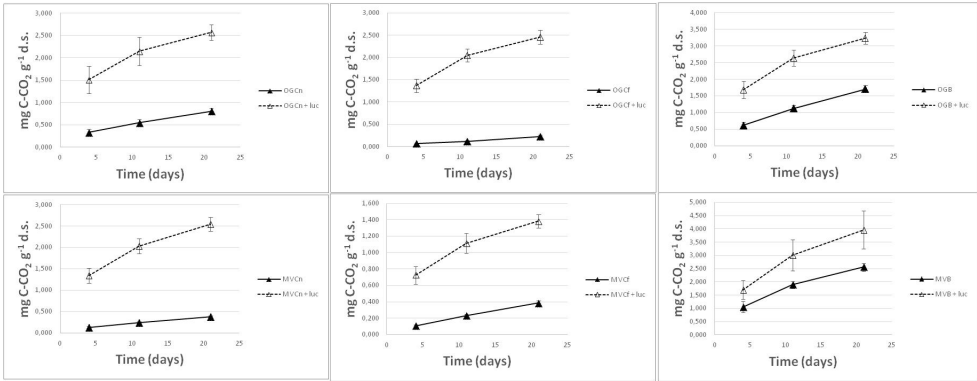 mg C-CO2 g-1 d.s.
3,000
2,500
2,000
1,500
1,000
0,500
0,000
0 5 10 15 20 25
Time (days)
OGCn
OGCn + luc
mg C-CO2 g-1 d.s.
3,000
2,500
2,000
1,500
1,000
0,500
0,000
0 5 10 15 20 25
Time (days)
OGCf
OGCf + luc
mg C-CO2 g-1 d.s.
4,000
3,500
3,000
2,500
2,000
1,500
1,000
0,500
0,000
0 5 10 15 20 25
Time (days)
OGB
OGB + luc
mg C-CO2 g-1 d.s.
3,000
2,500
2,000
1,500
1,000
0,500
0,000
0 5 10 15 20 25
Time (days)
MVCn
MVCn + luc
mg C-CO2 g-1 d.s.
1,600
1,400
1,200
1,000
0,800
0,600
0,400
0,200
0,000
0 5 10 15 20 25
Time (days)
MVCf
MVCf + luc
mg C-CO2 g-1 d.s.
5,000
4,500
4,000
3,500
3,000
2,500
2,000
1,500
1,000
0,500
0,000
0 5 10 15 20 25
Time (days)
MVB
MVB + luc